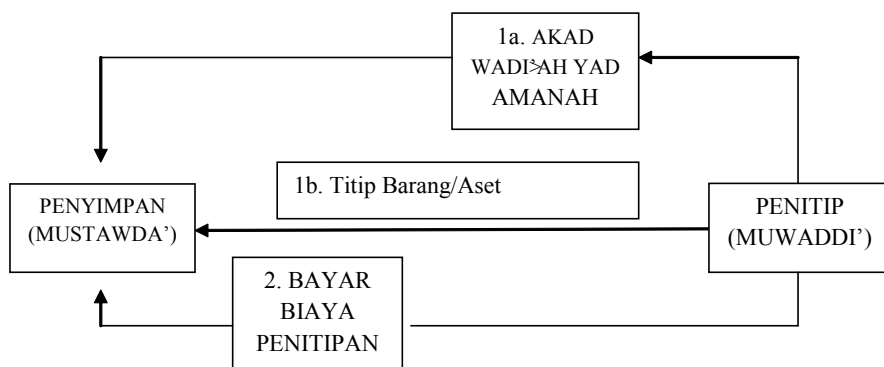 1a. AKAD
WADI>'AH YAD
AMANAH
1b. Titip Barang/Aset
PENYIMPAN
(MUSTAWDA’)
PENITIP
(MUWADDI’)
2. BAYAR
BIAYA
PENITIPAN